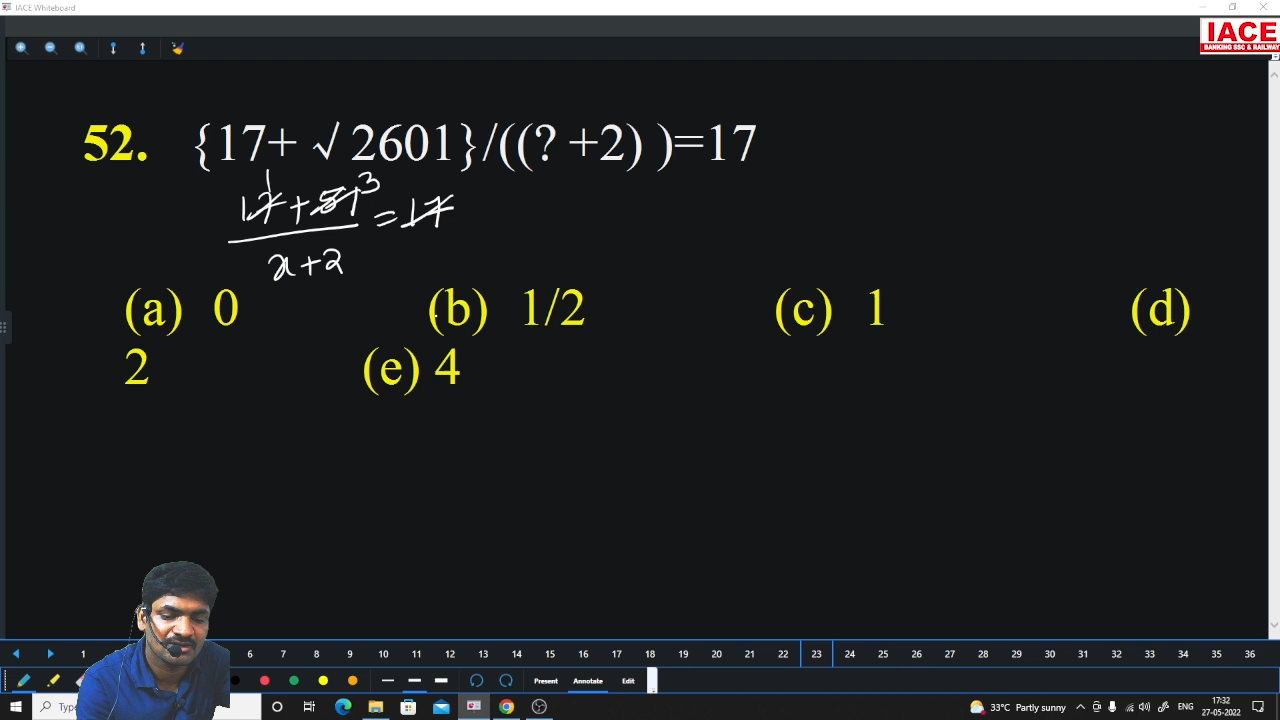 IACE Whiteboard
IACE
BANKING SSC & RAILWAY
52. {17+ √ 2601}/((? +2) )=17
1 3
17 + 51 = 17
x+2
(a) 0 (b) 1/2 (c) 1 (d)
2 (e) 4
1 6 7 8 9 10 11 12 13 14 15 16 17 18 19 20 21 22 23 24 25 26 27 28 29 30 31 32 33 34 35 36
Present Annotate Edit
Type
33°C Partly sunny ENG 17:32
27-05-2022